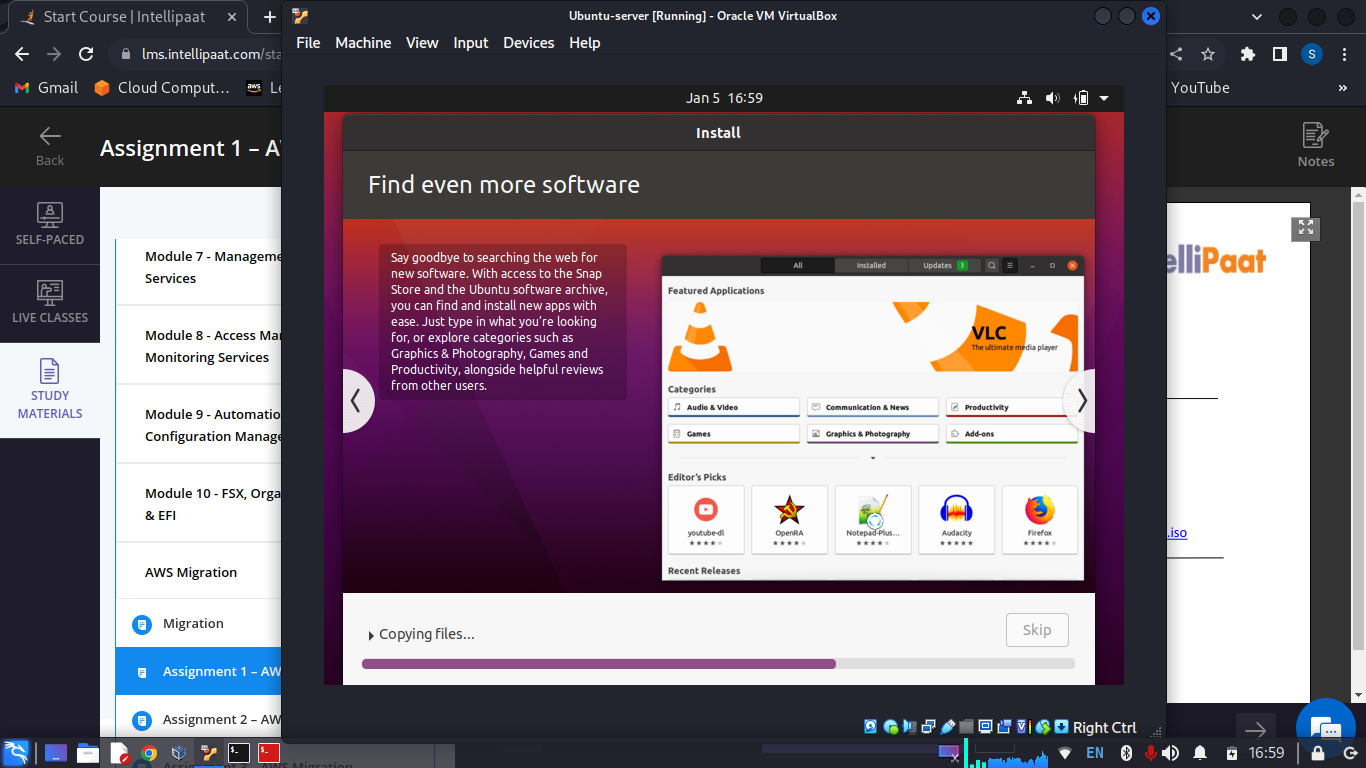 Start Course | Intellipaat
Ubuntu-server [Running] - Oracle VM VirtualBox
File Machine View Input Devices Help
lms.intellipaat.com/sta
S
Gmail
Cloud Comput...
aws
YouTube
»
Jan 5 16:59
Back
Assignment 1 – A
Notes
Install
Find even more software
SELF-PACED
LIVE CLASSES
STUDY
MATERIALS
Module 7 - Manageme
Services
Module 8 - Access Ma
Monitoring Services
Module 9 - Automatio
Configuration Manage
Module 10 - FSX, Orga
& EFI
AWS Migration
Migration
Assignment 1 – AW
Assignment 2 – AW
Say goodbye to searching the web for
new software. With access to the Snap
Store and the Ubuntu software archive,
you can find and install new apps with
ease. Just type in what you're looking
for, or explore categories such as
Graphics & Photography, Games and
Productivity, alongside helpful reviews
from other users.
All Installed Updates 3
Featured Applications
VLC
The ultimate media player
Categories
Audio & Video
Communication & News
Productivity
Games
Graphics & Photography
Add-ons
Editor's Picks
youtube-dl
OpenRA
Notepad-Plus...
Audacity
Firefox
Recent Releases
Copying files...
Skip
elliPaat
.iso
Right Ctrl
EN
16:59